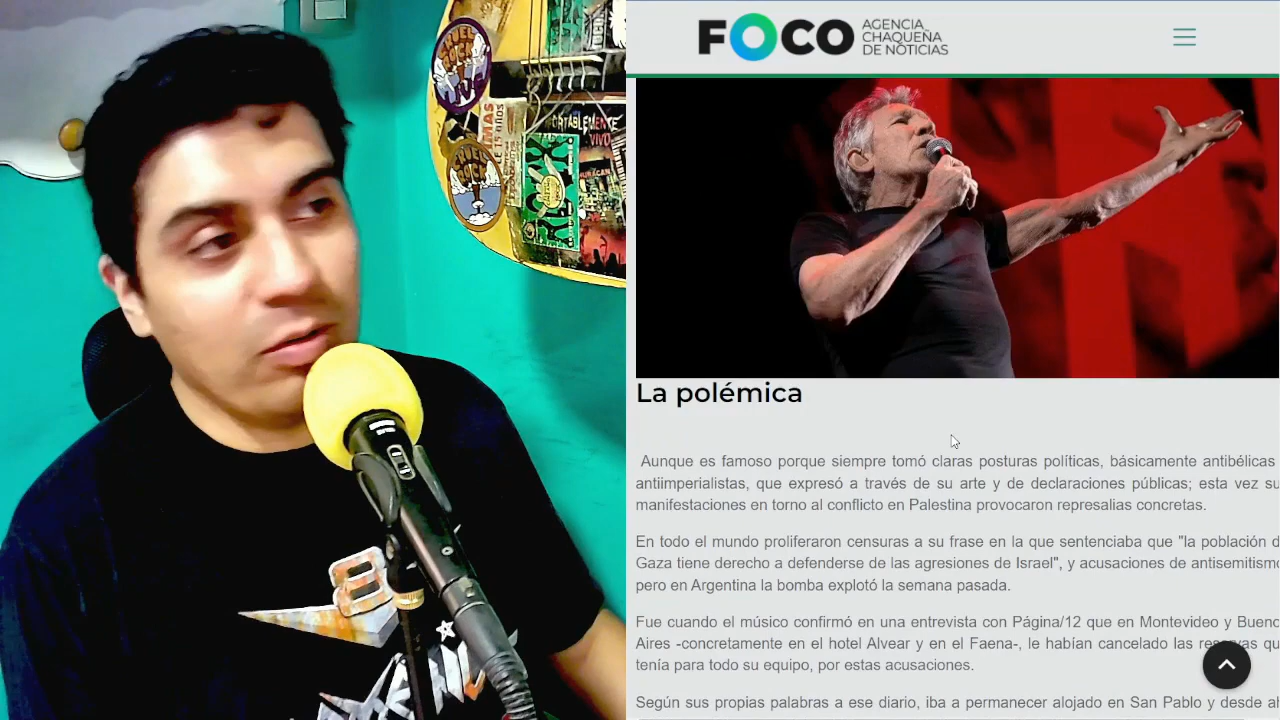 FOCO
AGENCIA
CHAQUEÑA
DE NOTICIAS
La polémica
Aunque es famoso porque siempre tomó claras posturas políticas, básicamente antibélicas
antiimperialistas, que expresó a través de su arte y de declaraciones públicas; esta vez su
manifestaciones en torno al conflicto en Palestina provocaron represalias concretas.
En todo el mundo proliferaron censuras a su frase en la que sentenciaba que "la población d
Gaza tiene derecho a defenderse de las agresiones de Israel", y acusaciones de antisemitismo
pero en Argentina la bomba explotó la semana pasada.
Fue cuando el músico confirmó en una entrevista con Página/12 que en Montevideo y Bueno
Aires -concretamente en el hotel Alvear y en el Faena-, le habían cancelado las reservas qu
tenía para todo su equipo, por estas acusaciones.
Según sus propias palabras a ese diario, iba a permanecer alojado en San Pablo y desde al
CRUEL
ROCK
VIVO
HURACAN